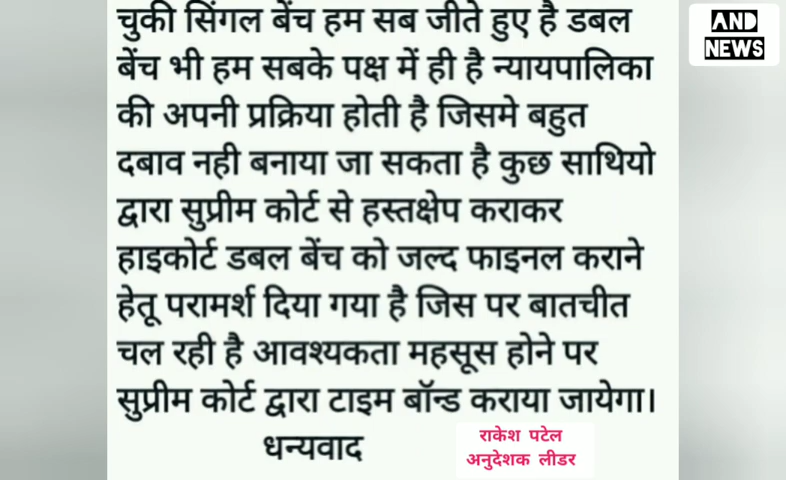 चुकी सिंगल बेंच हम सब जीते हुए है डबल
बेंच भी हम सबके पक्ष में ही है न्यायपालिका
की अपनी प्रक्रिया होती है जिसमे बहुत
दबाव नही बनाया जा सकता है कुछ साथियो
द्वारा सुप्रीम कोर्ट से हस्तक्षेप कराकर
हाइकोर्ट डबल बेंच को जल्द फाइनल कराने
हेतू परामर्श दिया गया है जिस पर बातचीत
चल रही है आवश्यकता महसूस होने पर
सुप्रीम कोर्ट द्वारा टाइम बॉन्ड कराया जायेगा।
धन्यवाद
राकेश पटेल
अनुदेशक लीडर
AND
NEWS